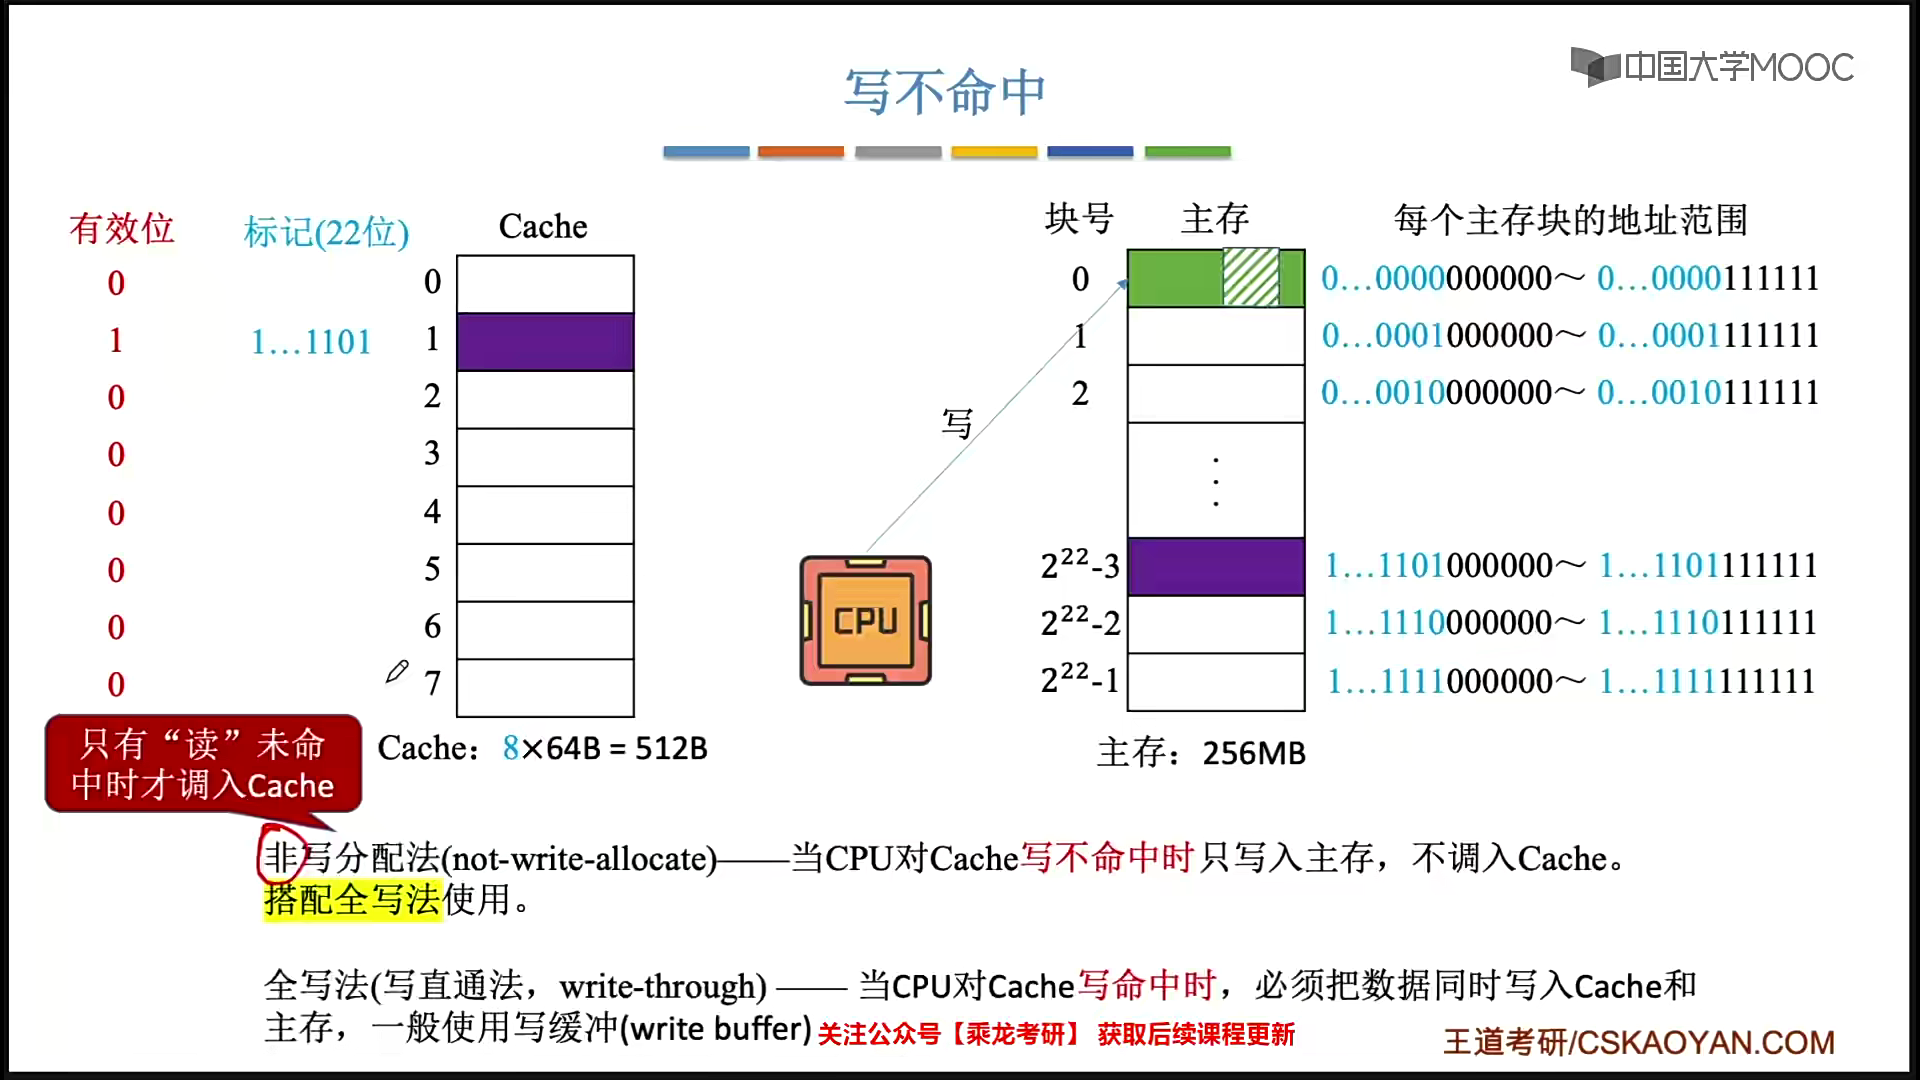 中国大学MOOC
写不命中
有效位 标记(22位) Cache 块号 主存 每个主存块的地址范围
0 0 0 0…0000000000～ 0…0000111111
1 1…1101 1 1 0…0001000000～ 0…0001111111
0 2 2 0…0010000000～ 0…0010111111
写
0 3
0 4
0 5 2²²-3 1…1101000000～ 1…1101111111
CPU
0 6 2²²-2 1…1110000000～ 1…1110111111
0 7 2²²-1 1…1111000000～ 1…1111111111
只有“读”未命
中时才调入Cache
Cache：8×64B = 512B 主存：256MB
非写分配法(not-write-allocate)——当CPU对Cache写不命中时只写入主存，不调入Cache。
搭配全写法使用。
全写法(写直通法，write-through) —— 当CPU对Cache写命中时，必须把数据同时写入Cache和
主存，一般使用写缓冲(write buffer)
关注公众号【乘龙考研】 获取后续课程更新
王道考研/CSKAOYAN.COM